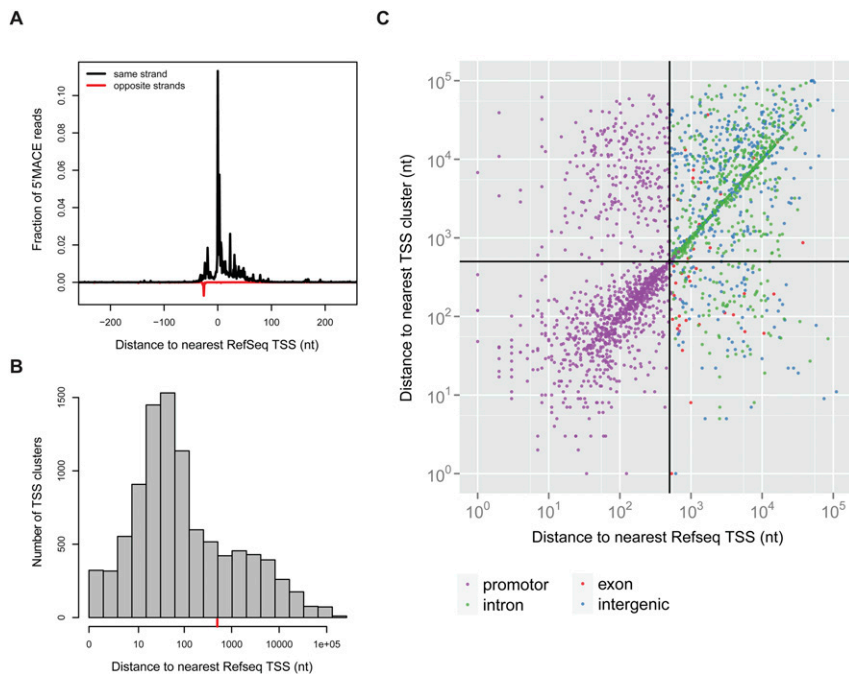 A
same strand
opposite strands
Fraction of 5'MACE reads
0.00
0.02
0.04
0.06
0.08
0.10
−200
−100
0
100
200
Distance to nearest RefSeq TSS (nt)
B
Number of TSS clusters
0
500
1000
1500
0
10
100
1000
10000
1e+05
Distance to nearest Refseq TSS (nt)
C
Distance to nearest TSS cluster (nt)
10⁵
10⁴
10³
10²
10¹
10⁰
10⁰
10¹
10²
10³
10⁴
10⁵
Distance to nearest Refseq TSS (nt)
promotor
intron
exon
intergenic